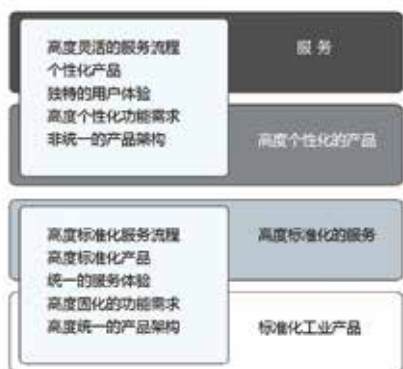 高度灵活的服务流程
个性化产品
独特的用户体验
高度个性化功能需求
非统一的产品架构
服务
高度个性化的产品
高度标准化服务流程
高度标准化产品
统一的服务体验
高度固化的功能需求
高度统一的产品架构
高度标准化的服务
标准化工业产品